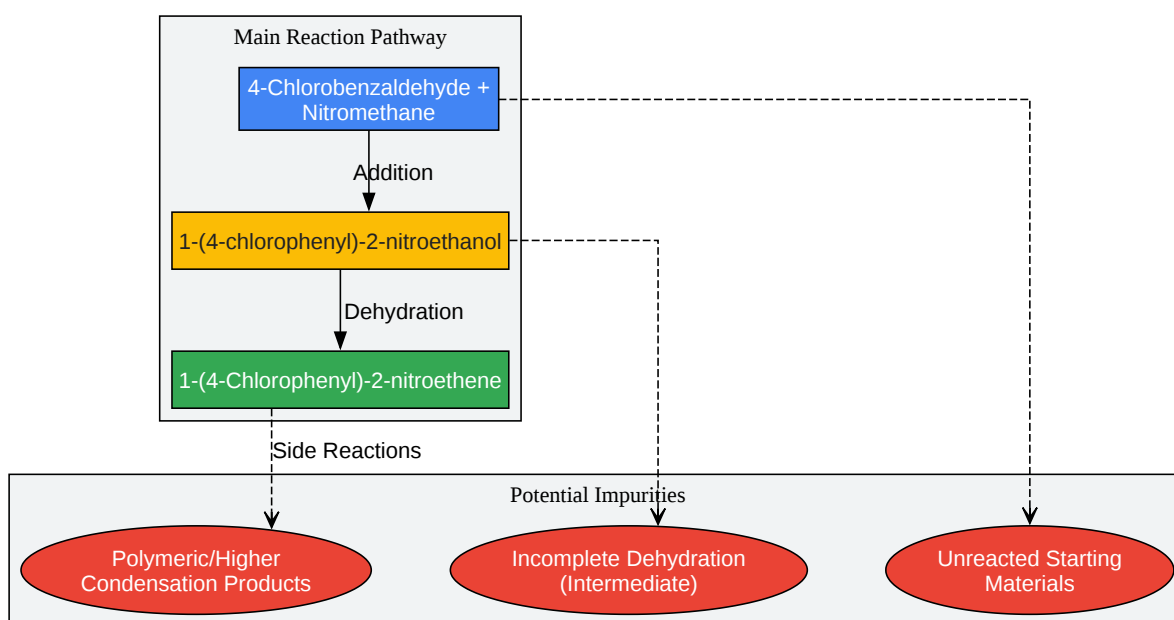 Main Reaction Pathway
4-Chlorobenzaldehyde +
Nitromethane
Addition
1-(4-chlorophenyl)-2-nitroethanol
Dehydration
1-(4-Chlorophenyl)-2-nitroethene
Side Reactions
Potential Impurities
Polymeric/Higher
Condensation Products
Incomplete Dehydration
(Intermediate)
Unreacted Starting
Materials